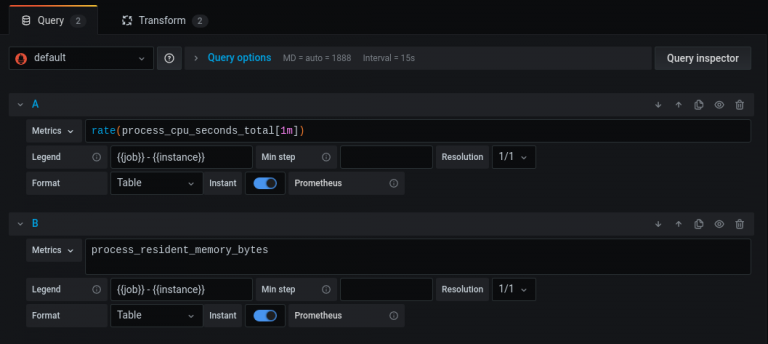 Query 2 Transform 2
default Query options MD = auto = 1888 Interval = 15s Query inspector
A
Metrics rate(process_cpu_seconds_total[1m])
Legend {{job}} - {{instance}} Min step Resolution 1/1
Format Table Instant Prometheus
B
Metrics process_resident_memory_bytes
Legend {{job}} - {{instance}} Min step Resolution 1/1
Format Table Instant Prometheus